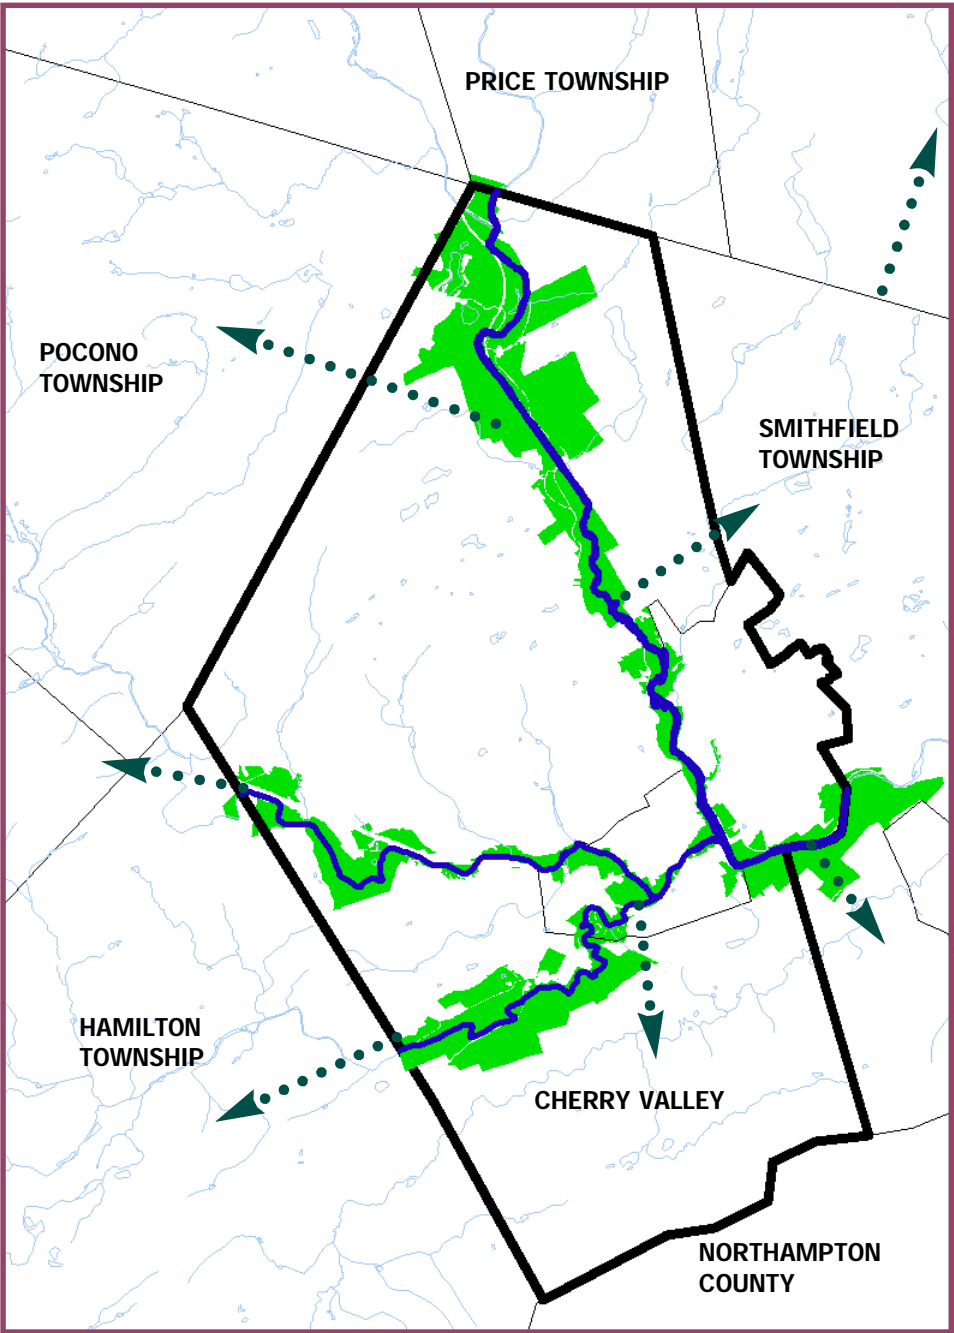 PRICE TOWNSHIP
POCONO
TOWNSHIP
SMITHFIELD
TOWNSHIP
HAMILTON
TOWNSHIP
CHERRY VALLEY
NORTHAMPTON
COUNTY